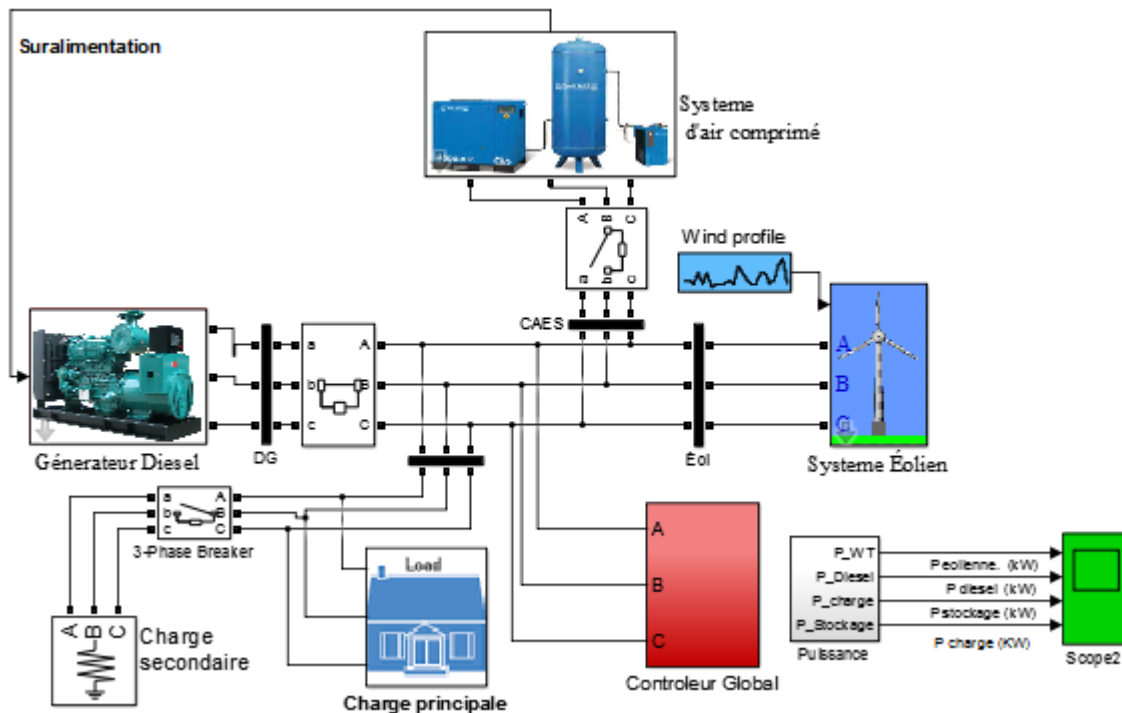 Suralimentation
Systeme
d'air comprimé
A B C
a b c
Wind profile
CAES
A
B
C
a A
b B
c C
Génerateur Diesel
DG
Éol
Systeme Éolien
a A
b B
c C
3-Phase Breaker
A B C
Charge
secondaire
Load
Charge principale
A
B
C
Controleur Global
P_WT
P_Diesel
P_charge
P_Stockage
Puissance
Peolienne. (kW)
P diesel (kW)
Pstockage (kW)
P charge (KW)
Scope2